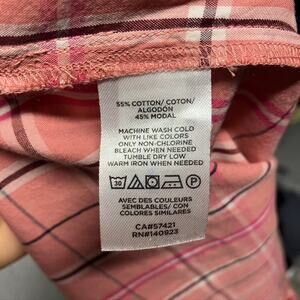 55% COTTON/ COTON/
ALGODÓN
45% MODAL
MACHINE WASH COLD
WITH LIKE COLORS
ONLY NON-CHLORINE
BLEACH WHEN NEEDED
TUMBLE DRY LOW
WARM IRON WHEN NEEDED
30
AVEC DES COULEURS
SEMBLABLES/ CON
COLORES SIMILARES
CA#57421
RN#140923